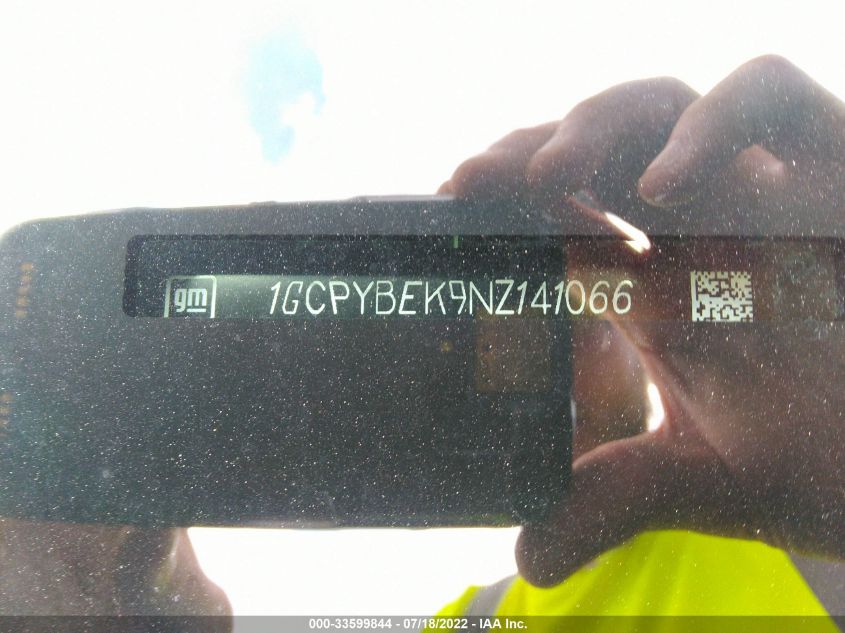 gm 1GCPYBEK9NZ141066
000-33599844 - 07/18/2022 - IAA Inc.